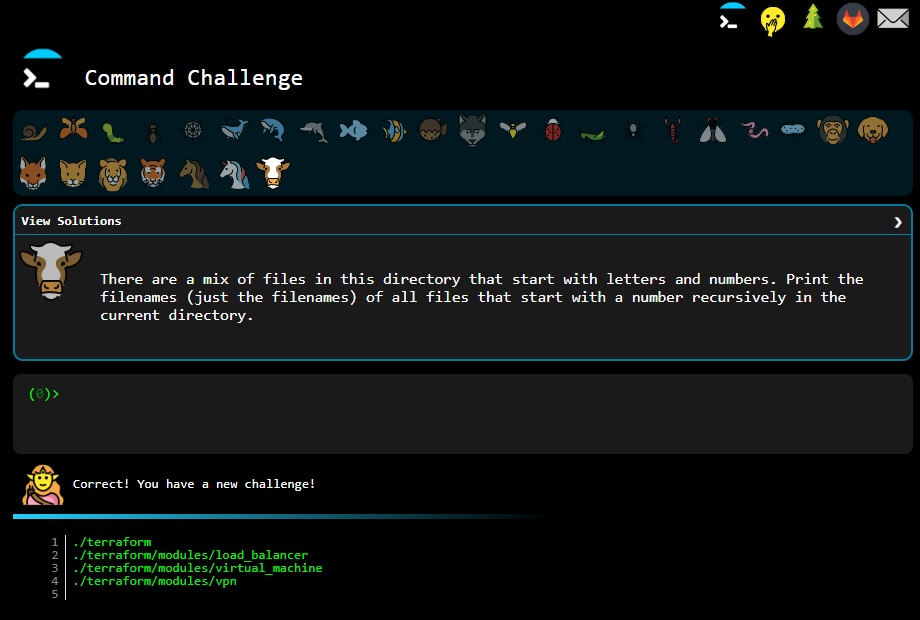 Command Challenge
View Solutions
There are a mix of files in this directory that start with letters and numbers. Print the
filenames (just the filenames) of all files that start with a number recursively in the
current directory.
(0)>
Correct! You have a new challenge!
1 ./terraform
2 ./terraform/modules/load_balancer
3 ./terraform/modules/virtual_machine
4 ./terraform/modules/vpn
5